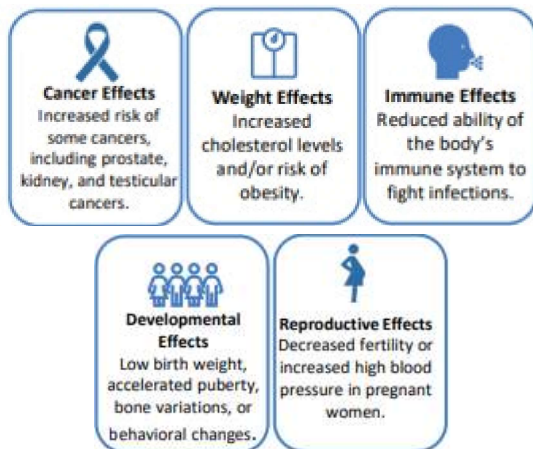 Cancer Effects
Increased risk of
some cancers,
including prostate,
kidney, and testicular
cancers.
Weight Effects
Increased
cholesterol levels
and/or risk of
obesity.
Immune Effects
Reduced ability of
the body's
immune system to
fight infections.
Developmental
Effects
Low birth weight,
accelerated puberty,
bone variations, or
behavioral changes.
Reproductive Effects
Decreased fertility or
increased high blood
pressure in pregnant
women.